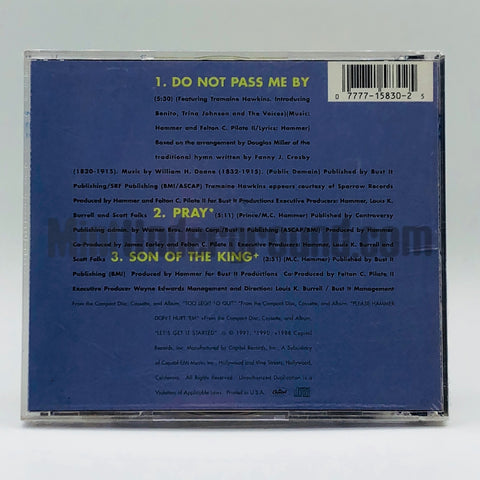 1. DO NOT PASS ME BY
(5:30) (Featuring Tramaine Hawkins. Introducing
Benito, Trina Johnson and The Voices)(Music:
Hammer and Felton C. Pilate II/Lyrics: Hammer)
Based on the arrangement by Douglas Miller of
the traditional hymn written by Fanny J. Crosby
(1830-1915). Music by William H. Doane (1832-1915). (Public Domain) Published by Bust It
Publishing/SRF Publishing (BMI/ASCAP) Tramaine Hawkins appears courtesy of Sparrow Records
Produced by Hammer and Felton C. Pilate II for Bust It Productions Executive Producers: Hammer, Louis K.
Burrell and Scott Folks 2. PRAY* (5:11) (Prince/M.C. Hammer) Published by Controversy
Publishing admin. by Warner Bros. Music Corp./Bust It Publishing (ASCAP/BMI) Produced by Hammer
Co-Produced by James Earley and Felton C. Pilate II Executive Producers: Hammer, Louis K. Burrell and
Scott Folks 3. SON OF THE KING+ (2:51) (M.C. Hammer) Published by Bust It
Publishing (BMI) Produced by Hammer for Bust It Productions Co-Produced by Felton C. Pilate II
Executive Producer: Wayne Edwards Management and Direction: Louis K. Burrell / Bust It Management
From the Compact Disc, Cassette, and Album, "TOO LEGIT TO QUIT" *From the Compact Disc, Cassette, and Album, "PLEASE HAMMER
DON'T HURT 'EM" +From the Compact Disc, Cassette and Album,
"LET'S GET IT STARTED" © 1991, *1990, +1988 Capitol
Records, Inc. Manufactured by Capitol Records, Inc., A Subsidiary
of Capitol-EMI Music, Inc., Hollywood and Vine Streets, Hollywood,
California. All Rights Reserved. Unauthorized Duplication is a
Violation of Applicable Laws. Printed in U.S.A.
0 7777-15830-2 5